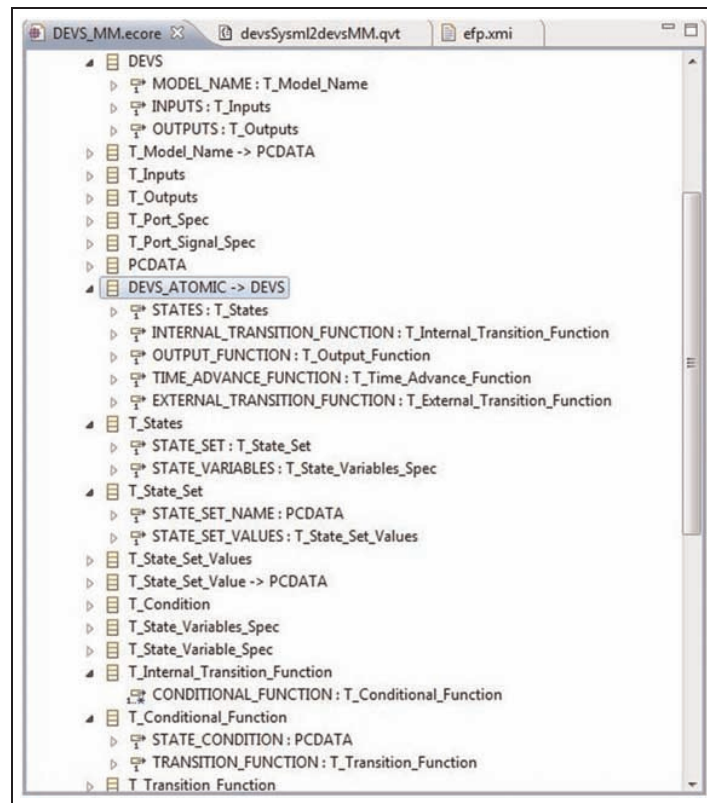 DEVS_MM.ecore
devsSysml2devsMM.qvt
efp.xmi
DEVS
MODEL_NAME : T_Model_Name
INPUTS : T_Inputs
OUTPUTS : T_Outputs
T_Model_Name -> PCDATA
T_Inputs
T_Outputs
T_Port_Spec
T_Port_Signal_Spec
PCDATA
DEVS_ATOMIC -> DEVS
STATES : T_States
INTERNAL_TRANSITION_FUNCTION : T_Internal_Transition_Function
OUTPUT_FUNCTION : T_Output_Function
TIME_ADVANCE_FUNCTION : T_Time_Advance_Function
EXTERNAL_TRANSITION_FUNCTION : T_External_Transition_Function
T_States
STATE_SET : T_State_Set
STATE_VARIABLES : T_State_Variables_Spec
T_State_Set
STATE_SET_NAME : PCDATA
STATE_SET_VALUES : T_State_Set_Values
T_State_Set_Values
T_State_Set_Value -> PCDATA
T_Condition
T_State_Variables_Spec
T_State_Variable_Spec
T_Internal_Transition_Function
CONDITIONAL_FUNCTION : T_Conditional_Function
T_Conditional_Function
STATE_CONDITION : PCDATA
TRANSITION_FUNCTION : T_Transition_Function
T_Transition_Function